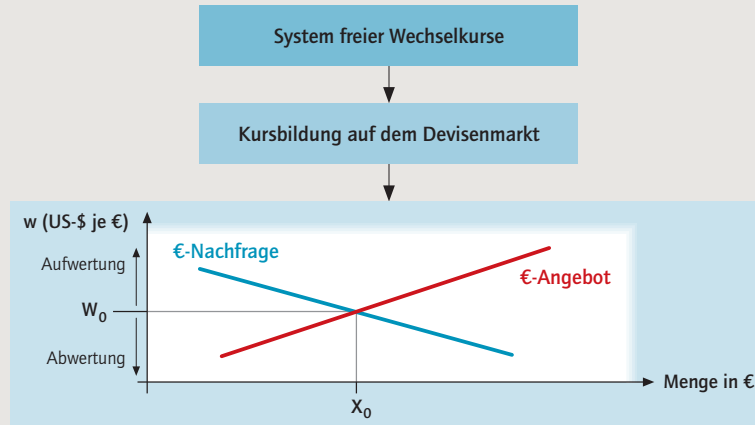 System freier Wechselkurse
Kursbildung auf dem Devisenmarkt
w (US-$ je €)
€-Nachfrage
Aufwertung
€-Angebot
W₀
Abwertung
Menge in €
X₀